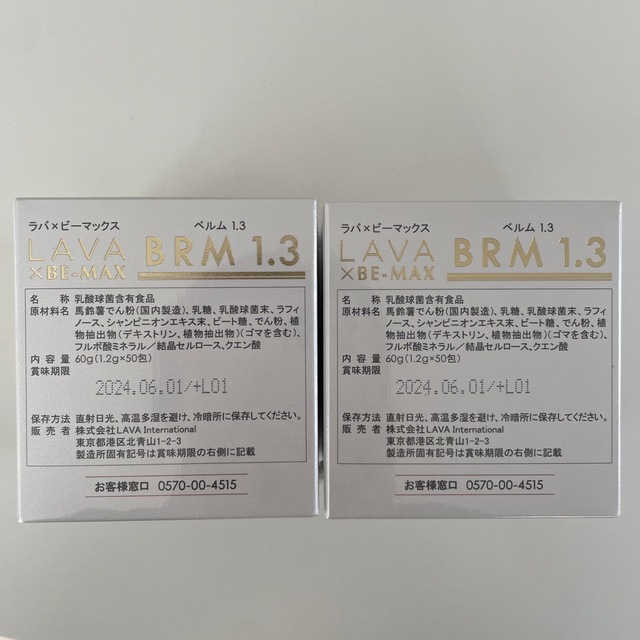 ラバ×ビーマックス ベルム 1.3
LAVA BRM 1.3
×BE-MAX
名 称 乳酸球菌含有食品
原材料名 馬鈴薯でん粉(国内製造)、乳糖、乳酸球菌末、ラフィ
ノース、シャンピニオンエキス末、ビート糖、でん粉、植
物抽出物(デキストリン、植物抽出物)(ゴマを含む)、
フルボ酸ミネラル/結晶セルロース、クエン酸
内 容 量 60g(1.2g×50包)
賞味期限
2024.06.01/+L01
保存方法 直射日光、高温多湿を避け、冷暗所に保存してください。
販 売 者 株式会社LAVA International
東京都港区北青山1-2-3
製造所固有記号は賞味期限の右側に記載
お客様窓口 0570-00-4515
ラバ×ビーマックス ベルム 1.3
LAVA BRM 1.3
×BE-MAX
名 称 乳酸球菌含有食品
原材料名 馬鈴薯でん粉(国内製造)、乳糖、乳酸球菌末、ラフィ
ノース、シャンピニオンエキス末、ビート糖、でん粉、植
物抽出物(デキストリン、植物抽出物)(ゴマを含む)、
フルボ酸ミネラル/結晶セルロース、クエン酸
内 容 量 60g(1.2g×50包)
賞味期限
2024.06.01/+L01
保存方法 直射日光、高温多湿を避け、冷暗所に保存してください。
販 売 者 株式会社LAVA International
東京都港区北青山1-2-3
製造所固有記号は賞味期限の右側に記載
お客様窓口 0570-00-4515